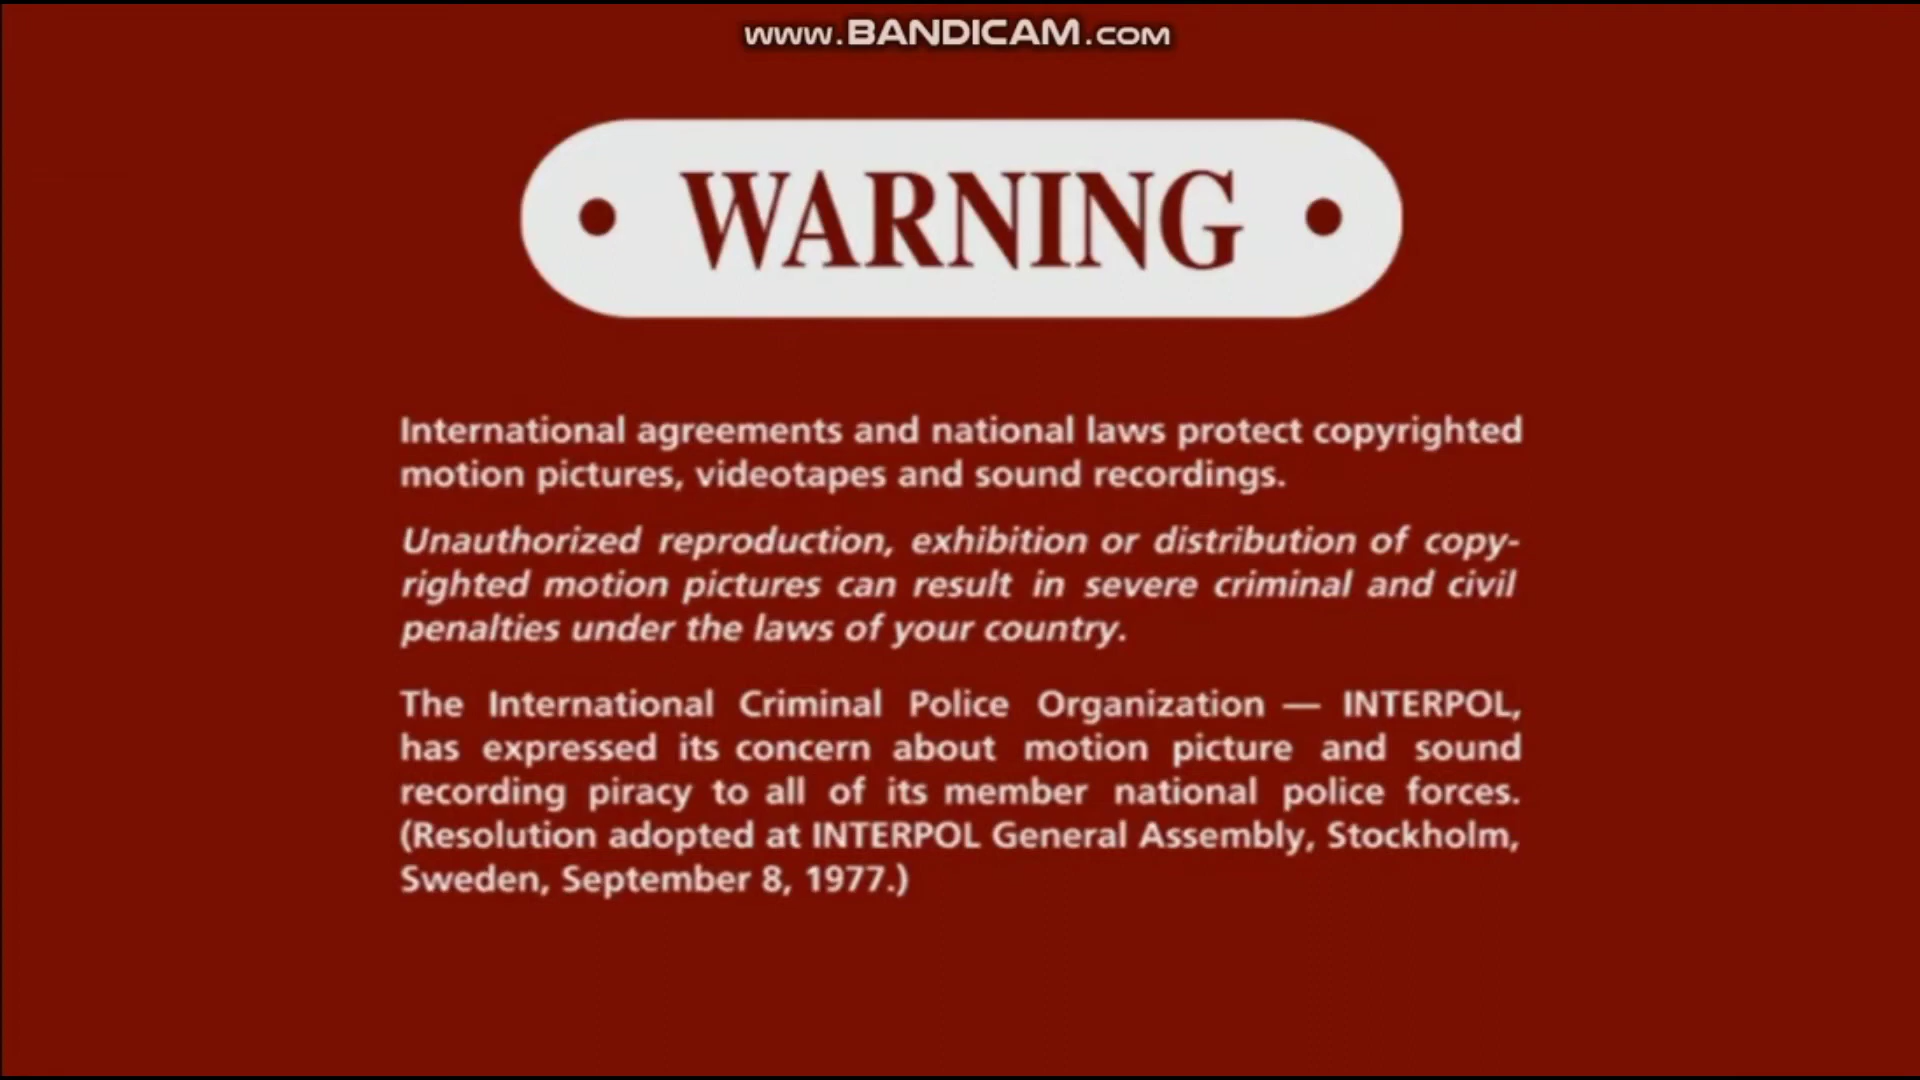 www.BANDICAM.com
• WARNING •
International agreements and national laws protect copyrighted
motion pictures, videotapes and sound recordings.
Unauthorized reproduction, exhibition or distribution of copy-
righted motion pictures can result in severe criminal and civil
penalties under the laws of your country.
The International Criminal Police Organization — INTERPOL,
has expressed its concern about motion picture and sound
recording piracy to all of its member national police forces.
(Resolution adopted at INTERPOL General Assembly, Stockholm,
Sweden, September 8, 1977.)